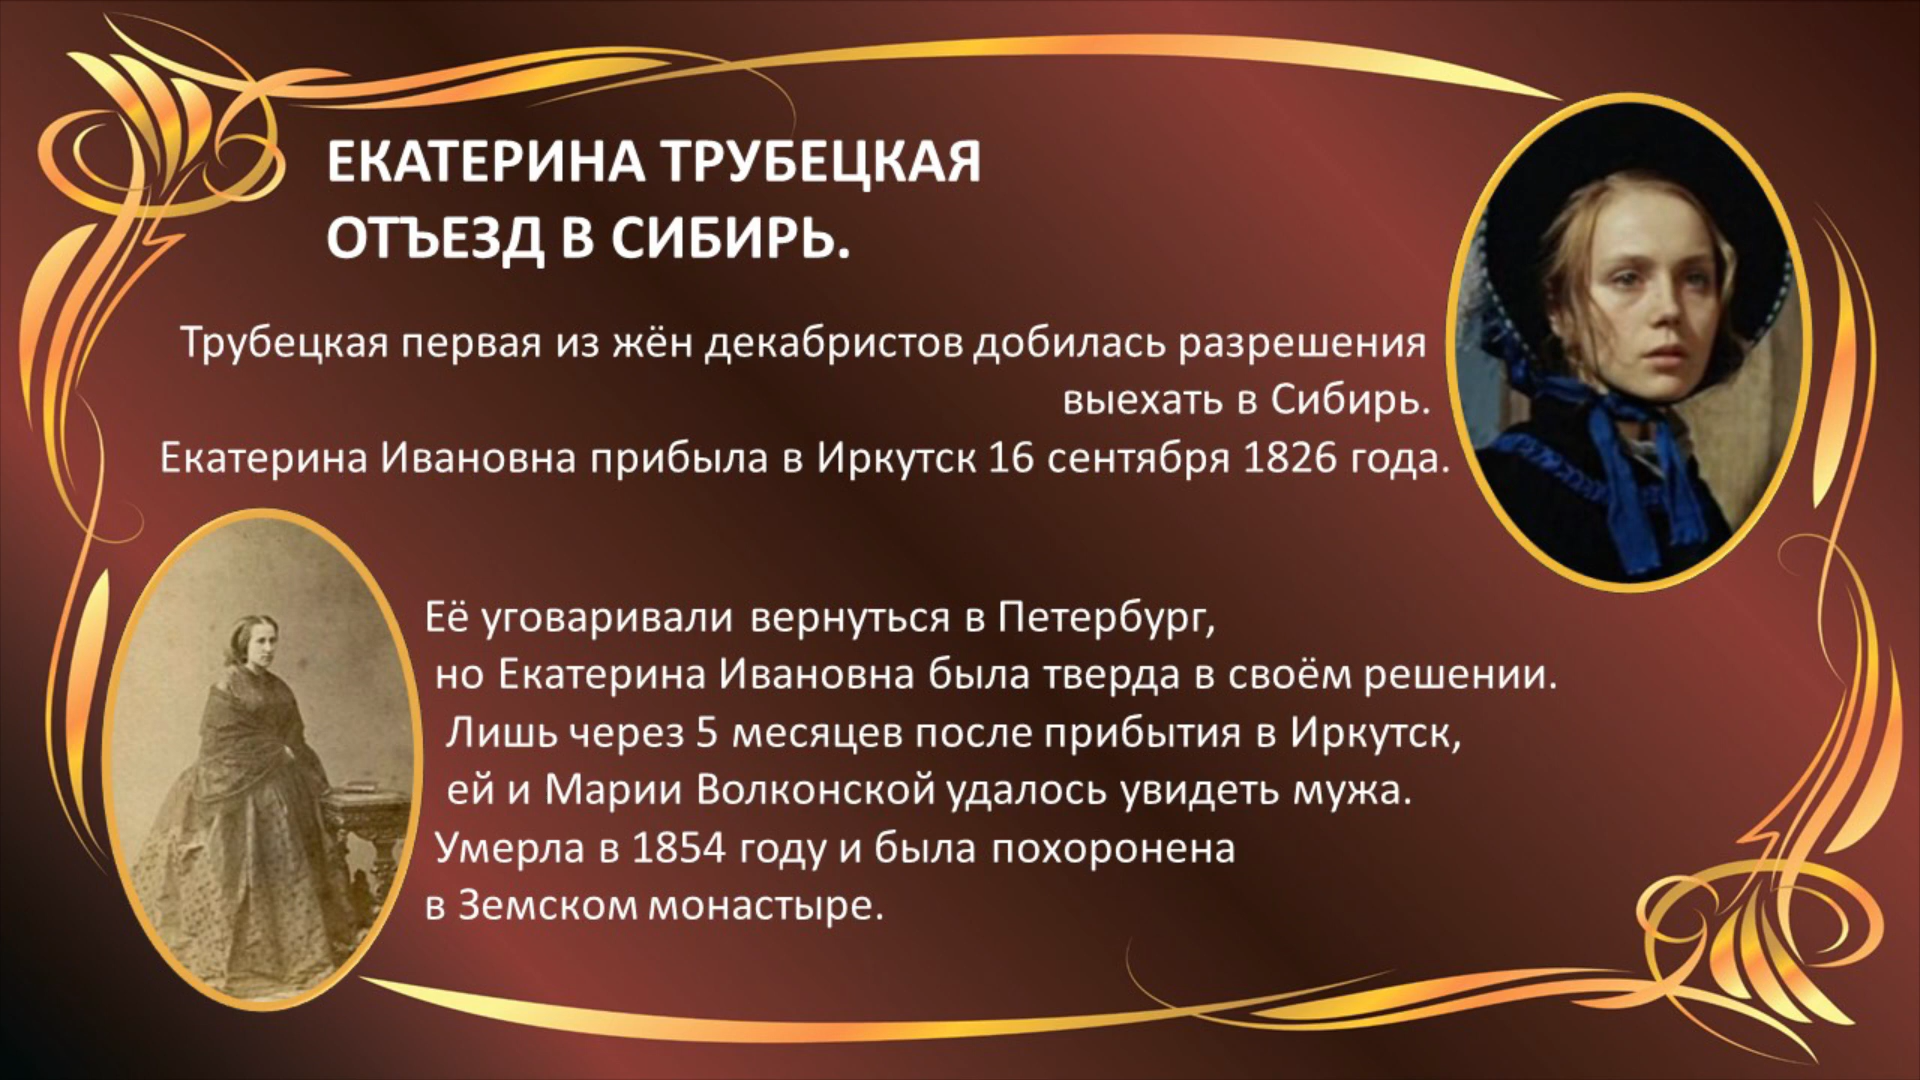 ЕКАТЕРИНА ТРУБЕЦКАЯ
ОТЪЕЗД В СИБИРЬ.
Трубецкая первая из жён декабристов добилась разрешения
выехать в Сибирь.
Екатерина Ивановна прибыла в Иркутск 16 сентября 1826 года.
Её уговаривали вернуться в Петербург,
но Екатерина Ивановна была тверда в своём решении.
Лишь через 5 месяцев после прибытия в Иркутск,
ей и Марии Волконской удалось увидеть мужа.
Умерла в 1854 году и была похоронена
в Земском монастыре.